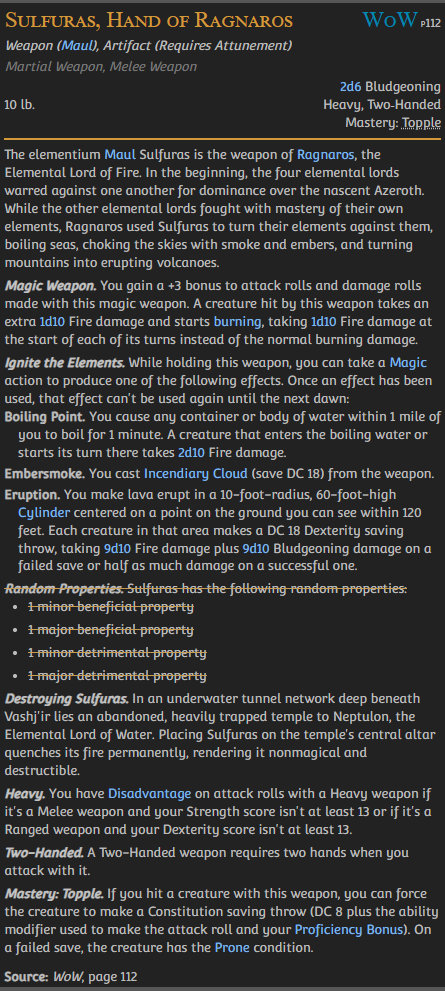 Sulfuras, Hand of Ragnaros WoW p112
Weapon (Maul), Artifact (Requires Attunement)
Martial Weapon, Melee Weapon
2d6 Bludgeoning
10 lb. Heavy, Two-Handed
Mastery: Topple
The elementium Maul Sulfuras is the weapon of Ragnaros, the
Elemental Lord of Fire. In the beginning, the four elemental lords
warred against one another for dominance over the nascent Azeroth.
While the other elemental lords fought with mastery of their own
elements, Ragnaros used Sulfuras to turn their elements against them,
boiling seas, choking the skies with smoke and embers, and turning
mountains into erupting volcanoes.
Magic Weapon. You gain a +3 bonus to attack rolls and damage rolls
made with this magic weapon. A creature hit by this weapon takes an
extra 1d10 Fire damage and starts burning, taking 1d10 Fire damage at
the start of each of its turns instead of the normal burning damage.
Ignite the Elements. While holding this weapon, you can take a Magic
action to produce one of the following effects. Once an effect has been
used, that effect can't be used again until the next dawn:
Boiling Point. You cause any container or body of water within 1 mile of
you to boil for 1 minute. A creature that enters the boiling water or
starts its turn there takes 2d10 Fire damage.
Embersmoke. You cast Incendiary Cloud (save DC 18) from the weapon.
Eruption. You make lava erupt in a 10-foot-radius, 60-foot-high
Cylinder centered on a point on the ground you can see within 120
feet. Each creature in that area makes a DC 18 Dexterity saving
throw, taking 9d10 Fire damage plus 9d10 Bludgeoning damage on a
failed save or half as much damage on a successful one.
Random Properties. Sulfuras has the following random properties:
• 1 minor beneficial property
• 1 major beneficial property
• 1 minor detrimental property
• 1 major detrimental property
Destroying Sulfuras. In an underwater tunnel network deep beneath
Vashj'ir lies an abandoned, heavily trapped temple to Neptulon, the
Elemental Lord of Water. Placing Sulfuras on the temple's central altar
quenches its fire permanently, rendering it nonmagical and
destructible.
Heavy. You have Disadvantage on attack rolls with a Heavy weapon if
it's a Melee weapon and your Strength score isn't at least 13 or if it's a
Ranged weapon and your Dexterity score isn't at least 13.
Two-Handed. A Two-Handed weapon requires two hands when you
attack with it.
Mastery: Topple. If you hit a creature with this weapon, you can force
the creature to make a Constitution saving throw (DC 8 plus the ability
modifier used to make the attack roll and your Proficiency Bonus). On
a failed save, the creature has the Prone condition.
Source: WoW, page 112